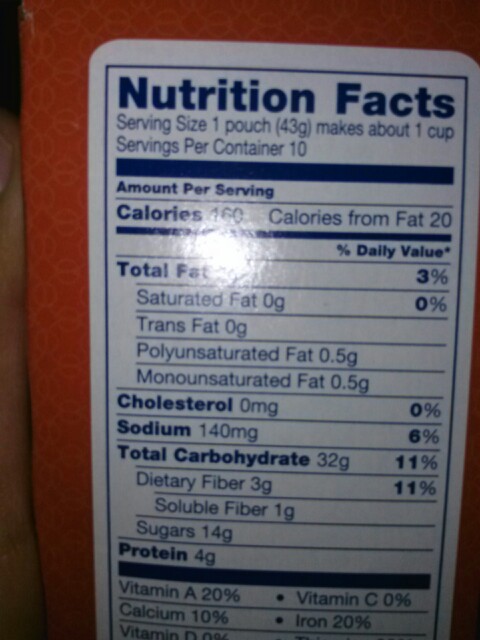 Nutrition Facts
Serving Size 1 pouch (43g) makes about 1 cup
Servings Per Container 10
Amount Per Serving
Calories 160 Calories from Fat 20
% Daily Value*
Total Fat 3%
Saturated Fat 0g 0%
Trans Fat 0g
Polyunsaturated Fat 0.5g
Monounsaturated Fat 0.5g
Cholesterol 0mg 0%
Sodium 140mg 6%
Total Carbohydrate 32g 11%
Dietary Fiber 3g 11%
Soluble Fiber 1g
Sugars 14g
Protein 4g
Vitamin A 20% • Vitamin C 0%
Calcium 10% • Iron 20%
Vitamin D 0% •